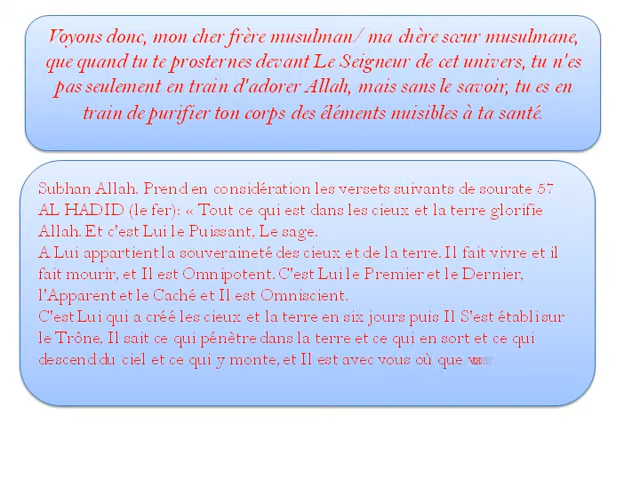 Voyons donc, mon cher frère musulman/ ma chère sœur musulmane,
que quand tu te prosternes devant Le Seigneur de cet univers, tu n'es
pas seulement en train d'adorer Allah, mais sans le savoir, tu es en
train de purifier ton corps des éléments nuisibles à ta santé.
Subhan Allah. Prend en considération les versets suivants de sourate 57
AL HADID (le fer): « Tout ce qui est dans les cieux et la terre glorifie
Allah. Et c'est Lui le Puissant, Le sage.
A Lui appartient la souveraineté des cieux et de la terre. Il fait vivre et il
fait mourir, et Il est Omnipotent. C'est Lui le Premier et le Dernier,
l'Apparent et le Caché et Il est Omniscient.
C'est Lui qui a créé les cieux et la terre en six jours puis Il S'est établi sur
le Trône, Il sait ce qui pénètre dans la terre et ce qui en sort et ce qui
descend du ciel et ce qui y monte, et Il est avec vous où que